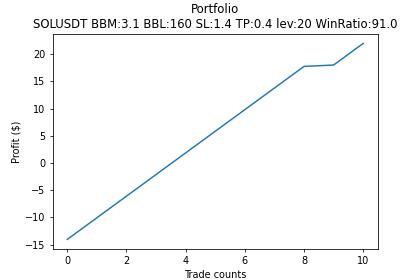 Portfolio
SOLUSDT BBM:3.1 BBL:160 SL:1.4 TP:0.4 lev:20 WinRatio:91.0
20
15
10
5
0
−5
−10
−15
Profit ($)
0 2 4 6 8 10
Trade counts